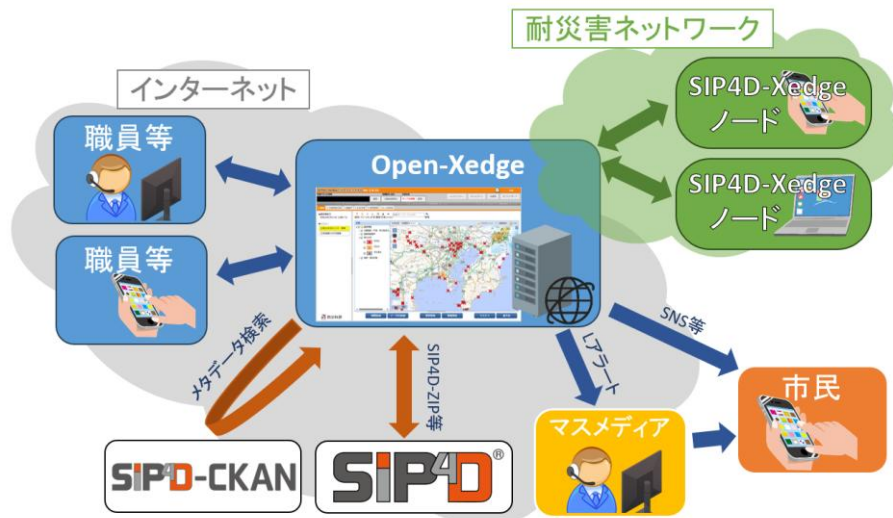 耐災害ネットワーク
インターネット
職員等
職員等
Open-Xedge
SIP4D-Xedge
ノード
SIP4D-Xedge
ノード
メタデータ検索
SIP4D-ZIP等
Lアラート
SNS等
SIP4D-CKAN
SIP4D®
マスメディア
市民